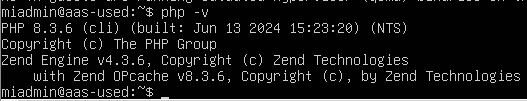 miadmin@aas-used:~$ php -v
PHP 8.3.6 (cli) (built: Jun 13 2024 15:23:20) (NTS)
Copyright (c) The PHP Group
Zend Engine v4.3.6, Copyright (c) Zend Technologies
    with Zend OPcache v8.3.6, Copyright (c), by Zend Technologies
miadmin@aas-used:~$